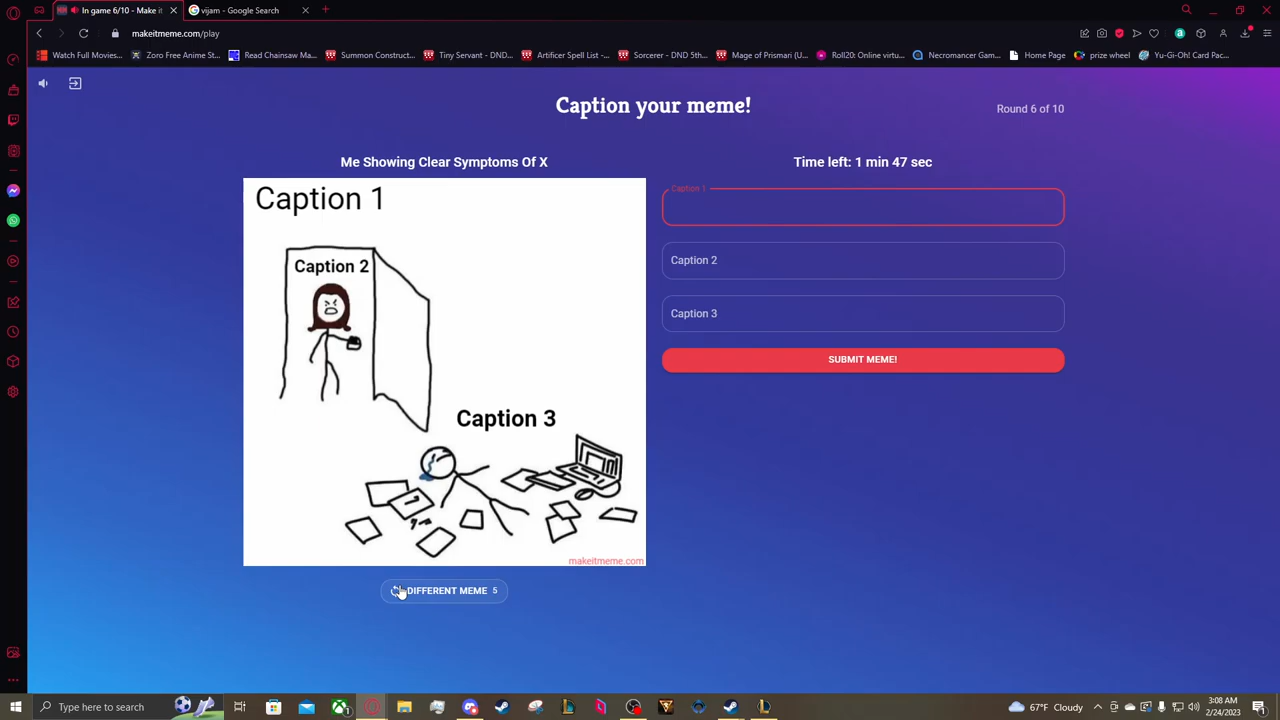 In game 6/10 - Make it
vijam - Google Search
makeitmeme.com/play
Watch Full Movies...
Zoro Free Anime St...
Read Chainsaw Ma...
Summon Construct...
Tiny Servant - DND...
Artificer Spell List -...
Sorcerer - DND 5th...
Mage of Prismari (U...
Roll20: Online virtu...
Necromancer Gam...
Home Page
prize wheel
Yu-Gi-Oh! Card Pac...
Caption your meme!
Round 6 of 10
Me Showing Clear Symptoms Of X
Time left: 1 min 47 sec
Caption 1
Caption 2
Caption 3
makeitmeme.com
Caption 1
Caption 2
Caption 3
SUBMIT MEME!
DIFFERENT MEME 5
Type here to search
67°F Cloudy
3:08 AM
2/24/2023